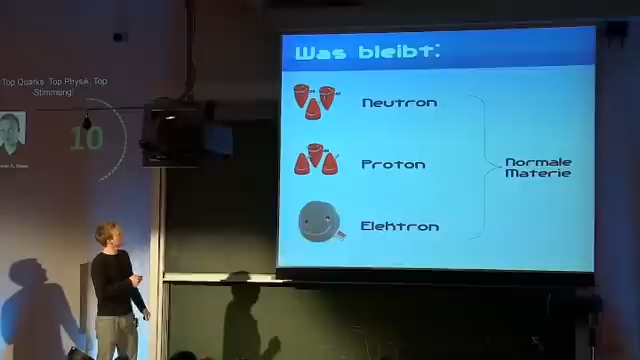 Was bleibt:
Top Quarks. Top Physik, Top
Stimmung!
10
Neutron
Proton
Elektron
Normale
Materie